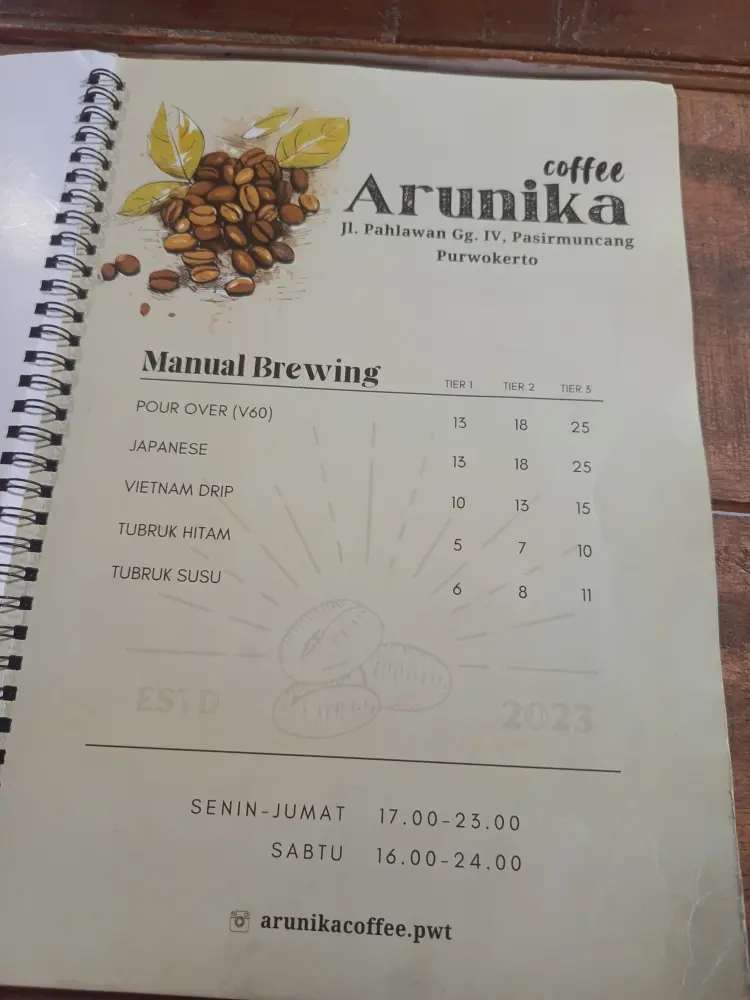 coffee
Arunika
Jl. Pahlawan Gg. IV, Pasirmuncang
Purwokerto
Manual Brewing TIER 1 TIER 2 TIER 3
POUR OVER (V60) 13 18 25
JAPANESE 13 18 25
VIETNAM DRIP 10 13 15
TUBRUK HITAM 5 7 10
TUBRUK SUSU 6 8 11
ESTD 2023
SENIN-JUMAT 17.00-23.00
SABTU 16.00-24.00
arunikacoffee.pwt